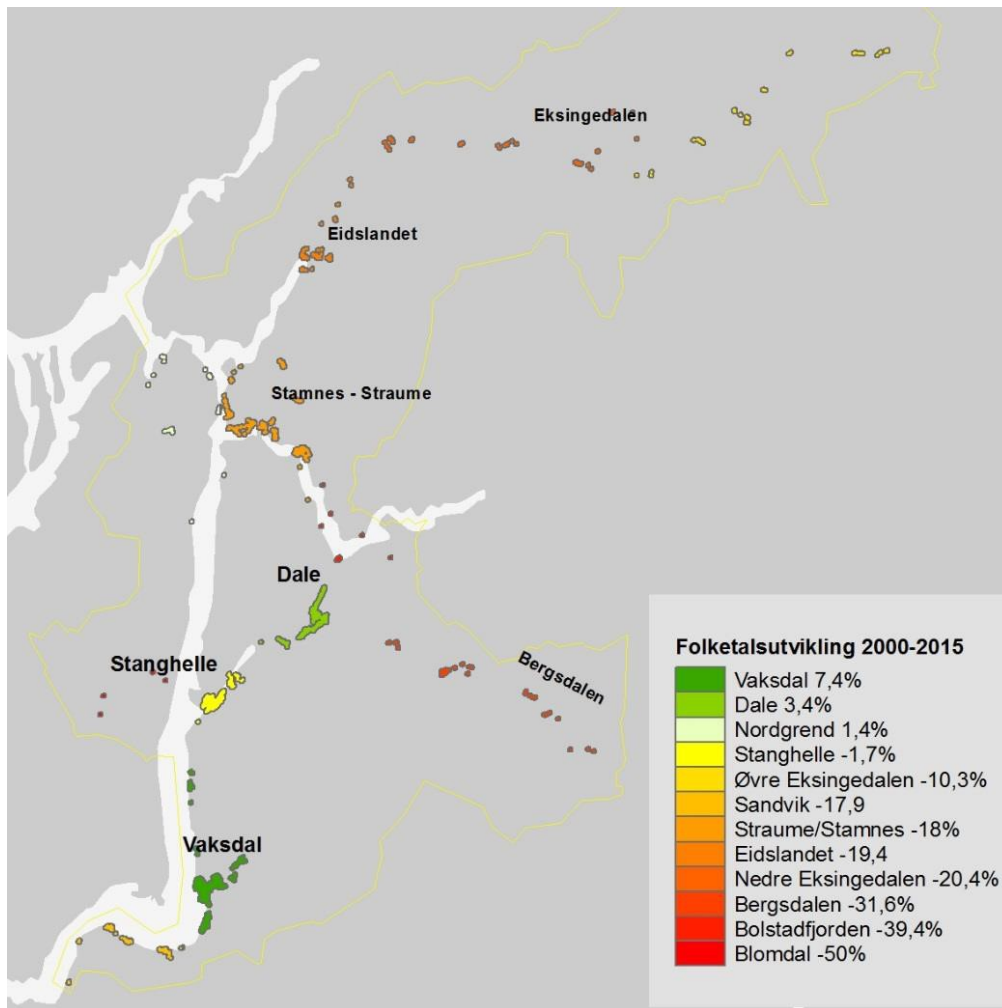 Eksingedalen
Eidslandet
Stamnes - Straume
Dale
Stanghelle
Bergsdalen
Vaksdal
Folketalsutvikling 2000-2015
Vaksdal 7,4%
Dale 3,4%
Nordgrend 1,4%
Stanghelle -1,7%
Øvre Eksingedalen -10,3%
Sandvik -17,9
Straume/Stamnes -18%
Eidslandet -19,4
Nedre Eksingedalen -20,4%
Bergsdalen -31,6%
Bolstadfjorden -39,4%
Blomdal -50%